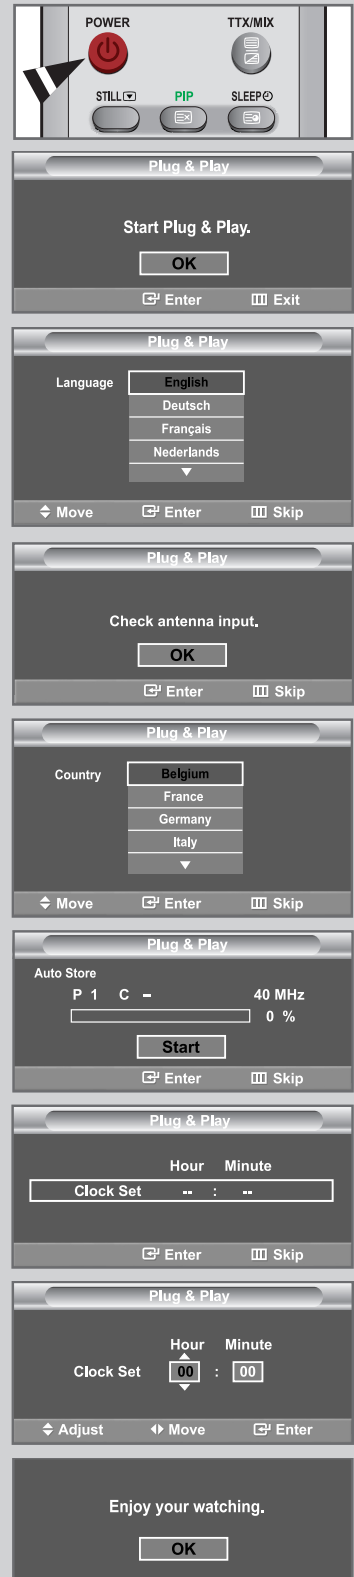 POWER TTX/MIX
STILL PIP SLEEP
Plug & Play
Start Plug & Play.
OK
Enter Exit
Plug & Play
Language English
Deutsch
Français
Nederlands
Move Enter Skip
Plug & Play
Check antenna input.
OK
Enter Skip
Plug & Play
Country Belgium
France
Germany
Italy
Move Enter Skip
Plug & Play
Auto Store
P 1 C – 40 MHz
0 %
Start
Enter Skip
Plug & Play
Hour Minute
Clock Set -- : --
Enter Skip
Plug & Play
Hour Minute
Clock Set 00 : 00
Adjust Move Enter
Enjoy your watching.
OK